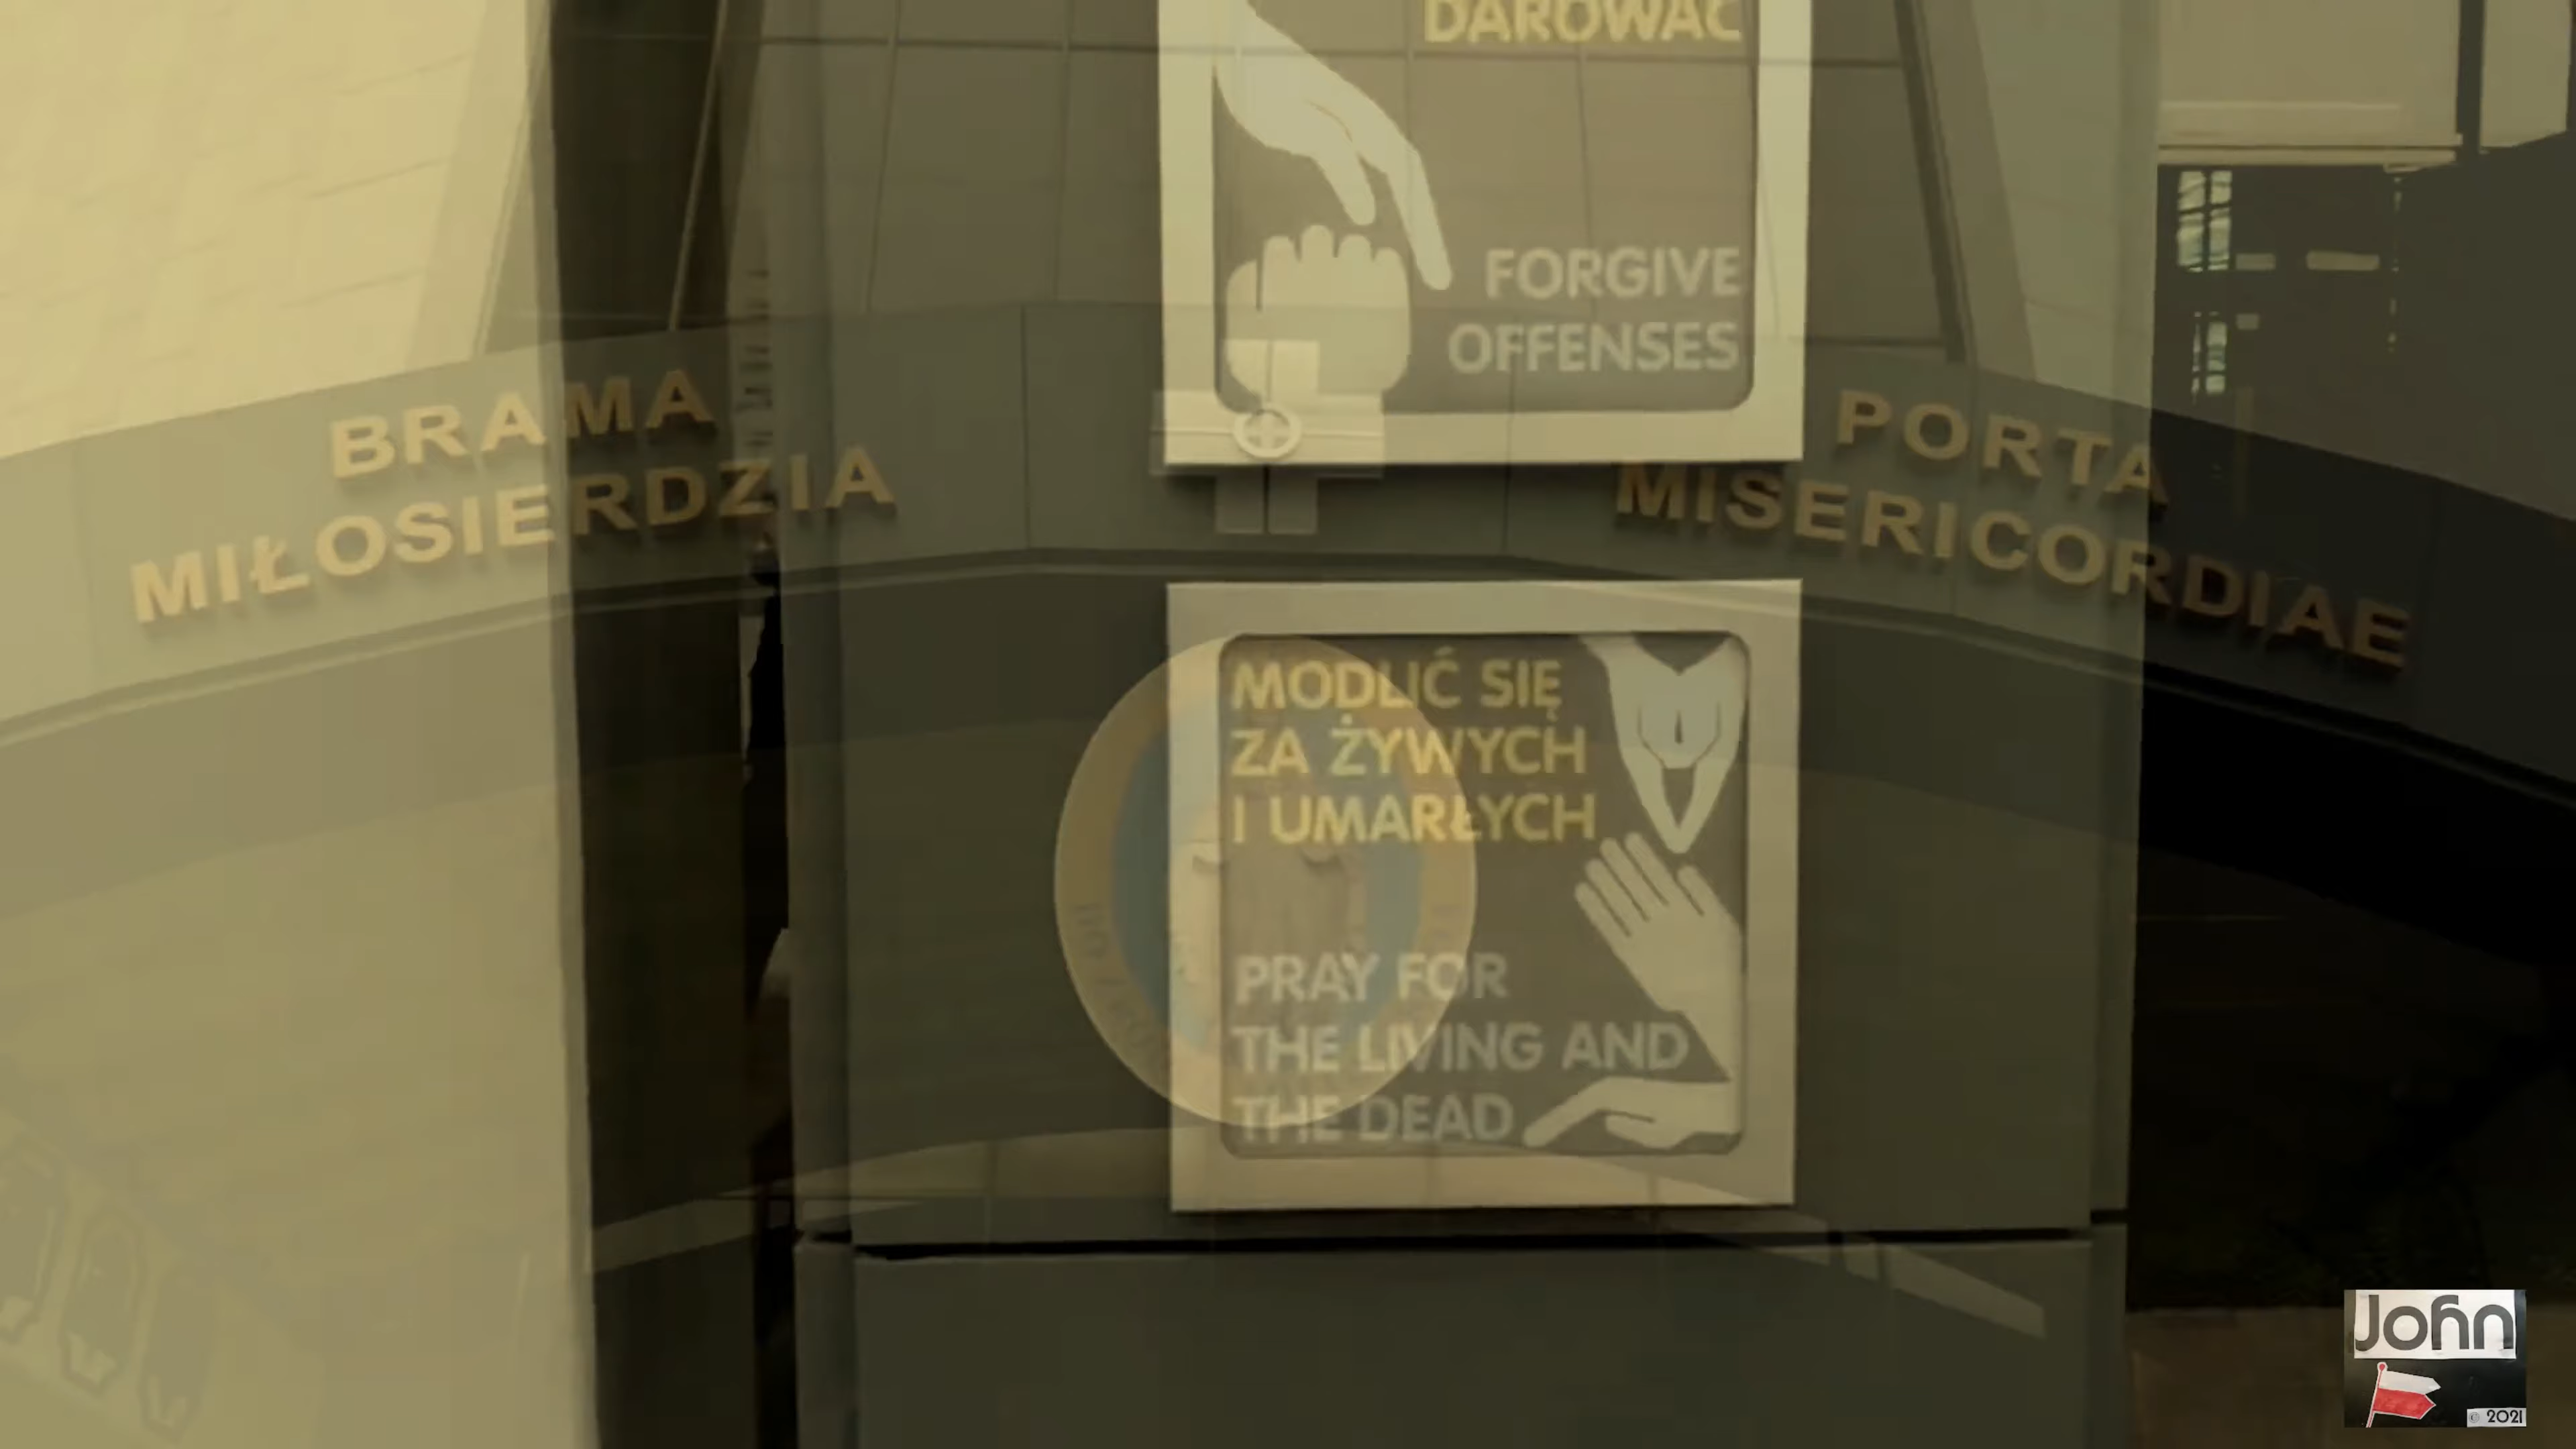 DAROWAĆ
FORGIVE
OFFENSES
BRAMA
MIŁOSIERDZIA
PORTA
MISERICORDIAE
MODLIĆ SIĘ
ZA ŻYWYCH
I UMARŁYCH
PRAY FOR
THE LIVING AND
THE DEAD
John
© 2021